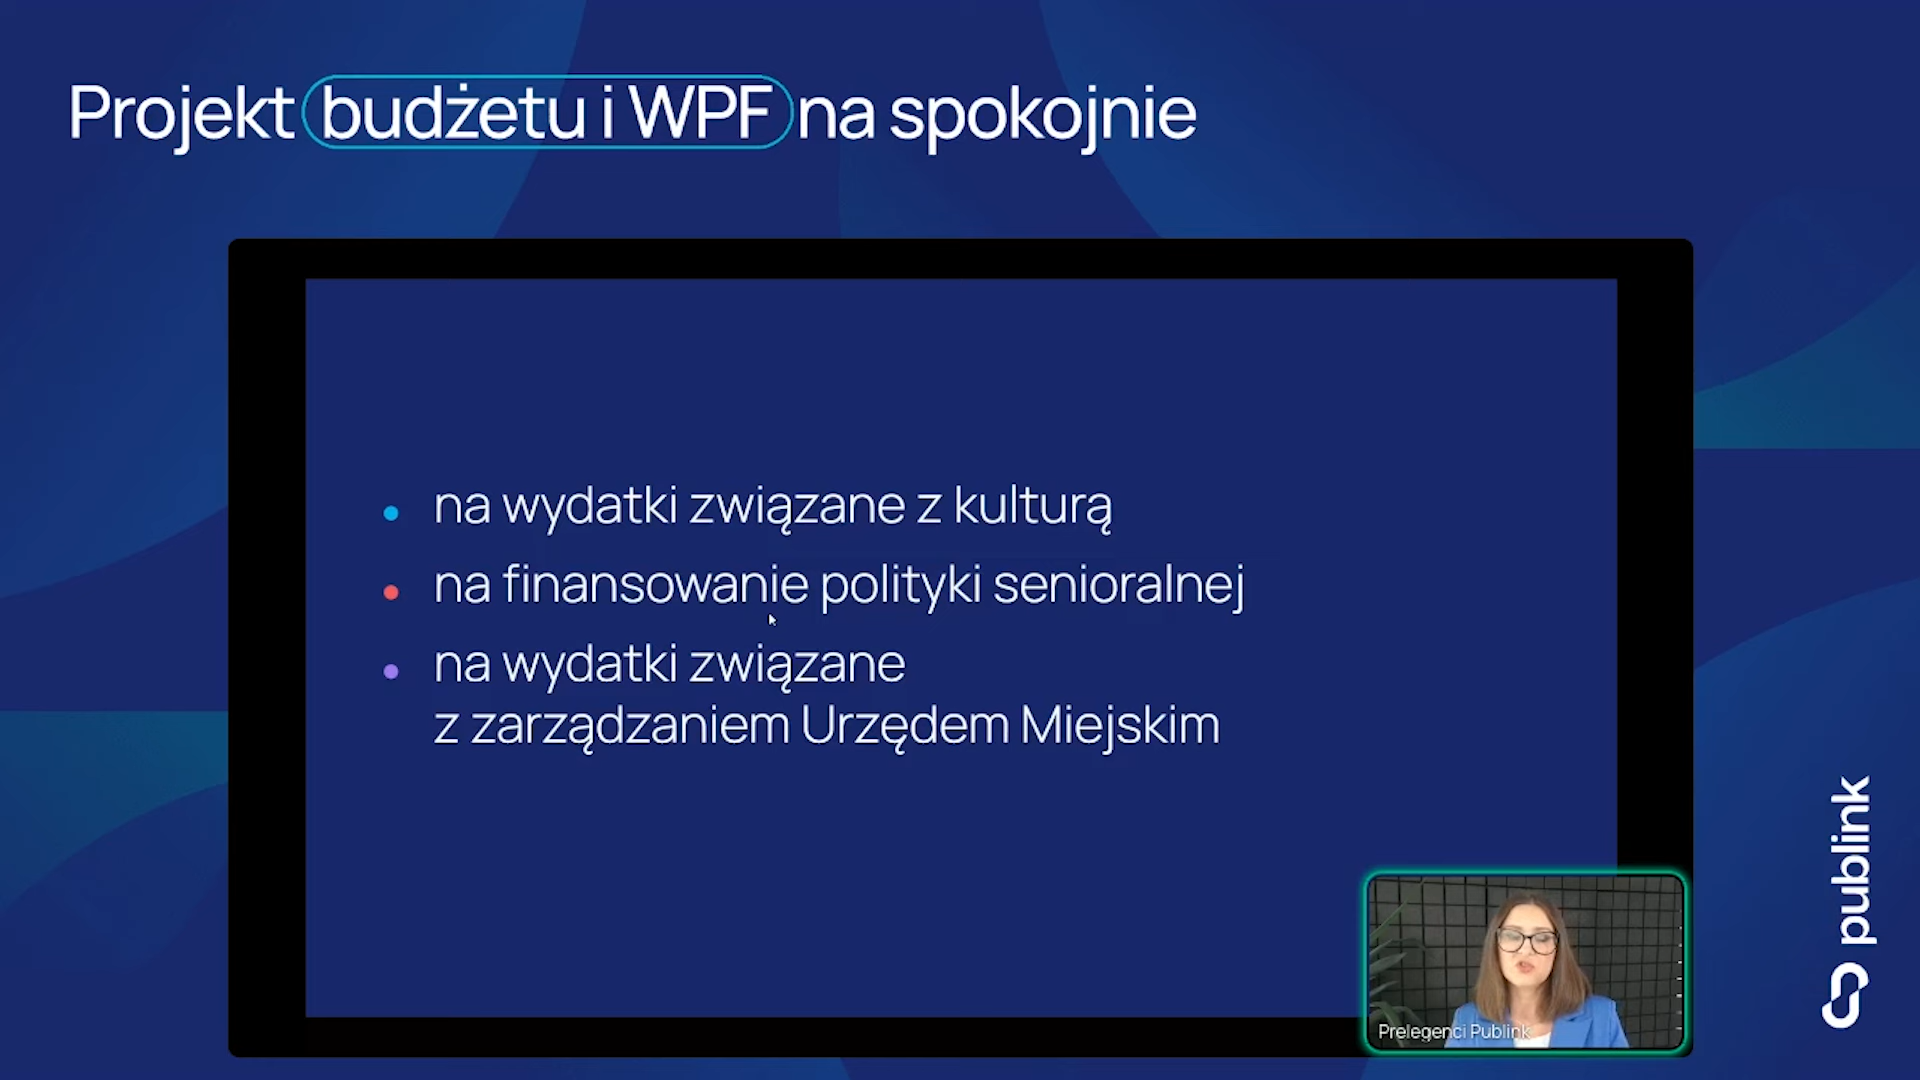 Projekt budżetu i WPF na spokojnie
na wydatki związane z kulturą
na finansowanie polityki senioralnej
na wydatki związane
z zarządzaniem Urzędem Miejskim
Prelegenci Publink
publink